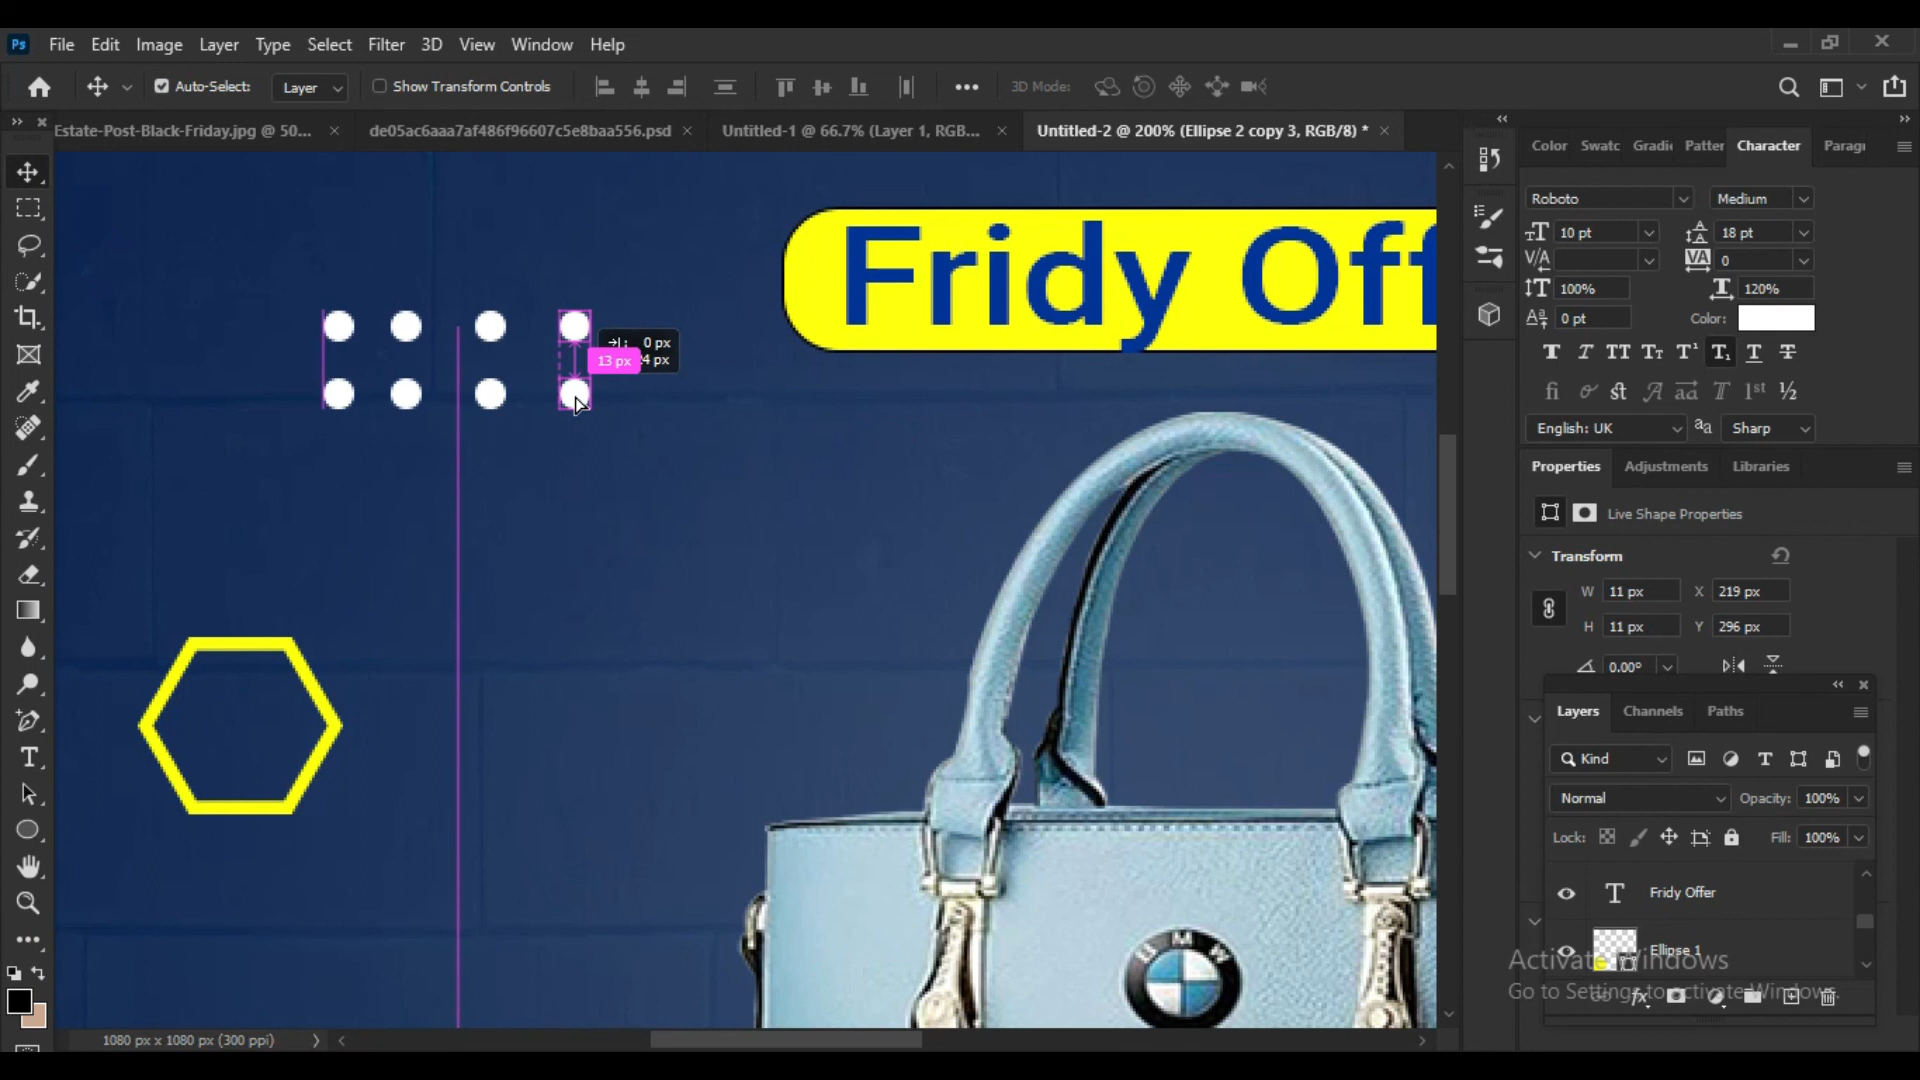 Ps File Edit Image Layer Type Select Filter 3D View Window Help
Auto-Select: Layer Show Transform Controls 3D Mode:
Estate-Post-Black-Friday.jpg @ 50... de05ac6aaa7af486f96607c5e8baa556.psd Untitled-1 @ 66.7% (Layer 1, RGB... Untitled-2 @ 200% (Ellipse 2 copy 3, RGB/8) *
Color Swatc Gradie Patter Character Paragr
Roboto Medium
10 pt 18 pt
0
100% 120%
0 pt Color:
English: UK Sharp
Fridy Off
0 px
13 px 4 px
Properties Adjustments Libraries
Live Shape Properties
Transform
W 11 px X 219 px
H 11 px Y 296 px
0.00°
Layers Channels Paths
Kind
Normal Opacity: 100%
Lock: Fill: 100%
Fridy Offer
Ellipse 1
Activate Windows
Go to Settings to activate Windows.
B M W
1080 px x 1080 px (300 ppi)